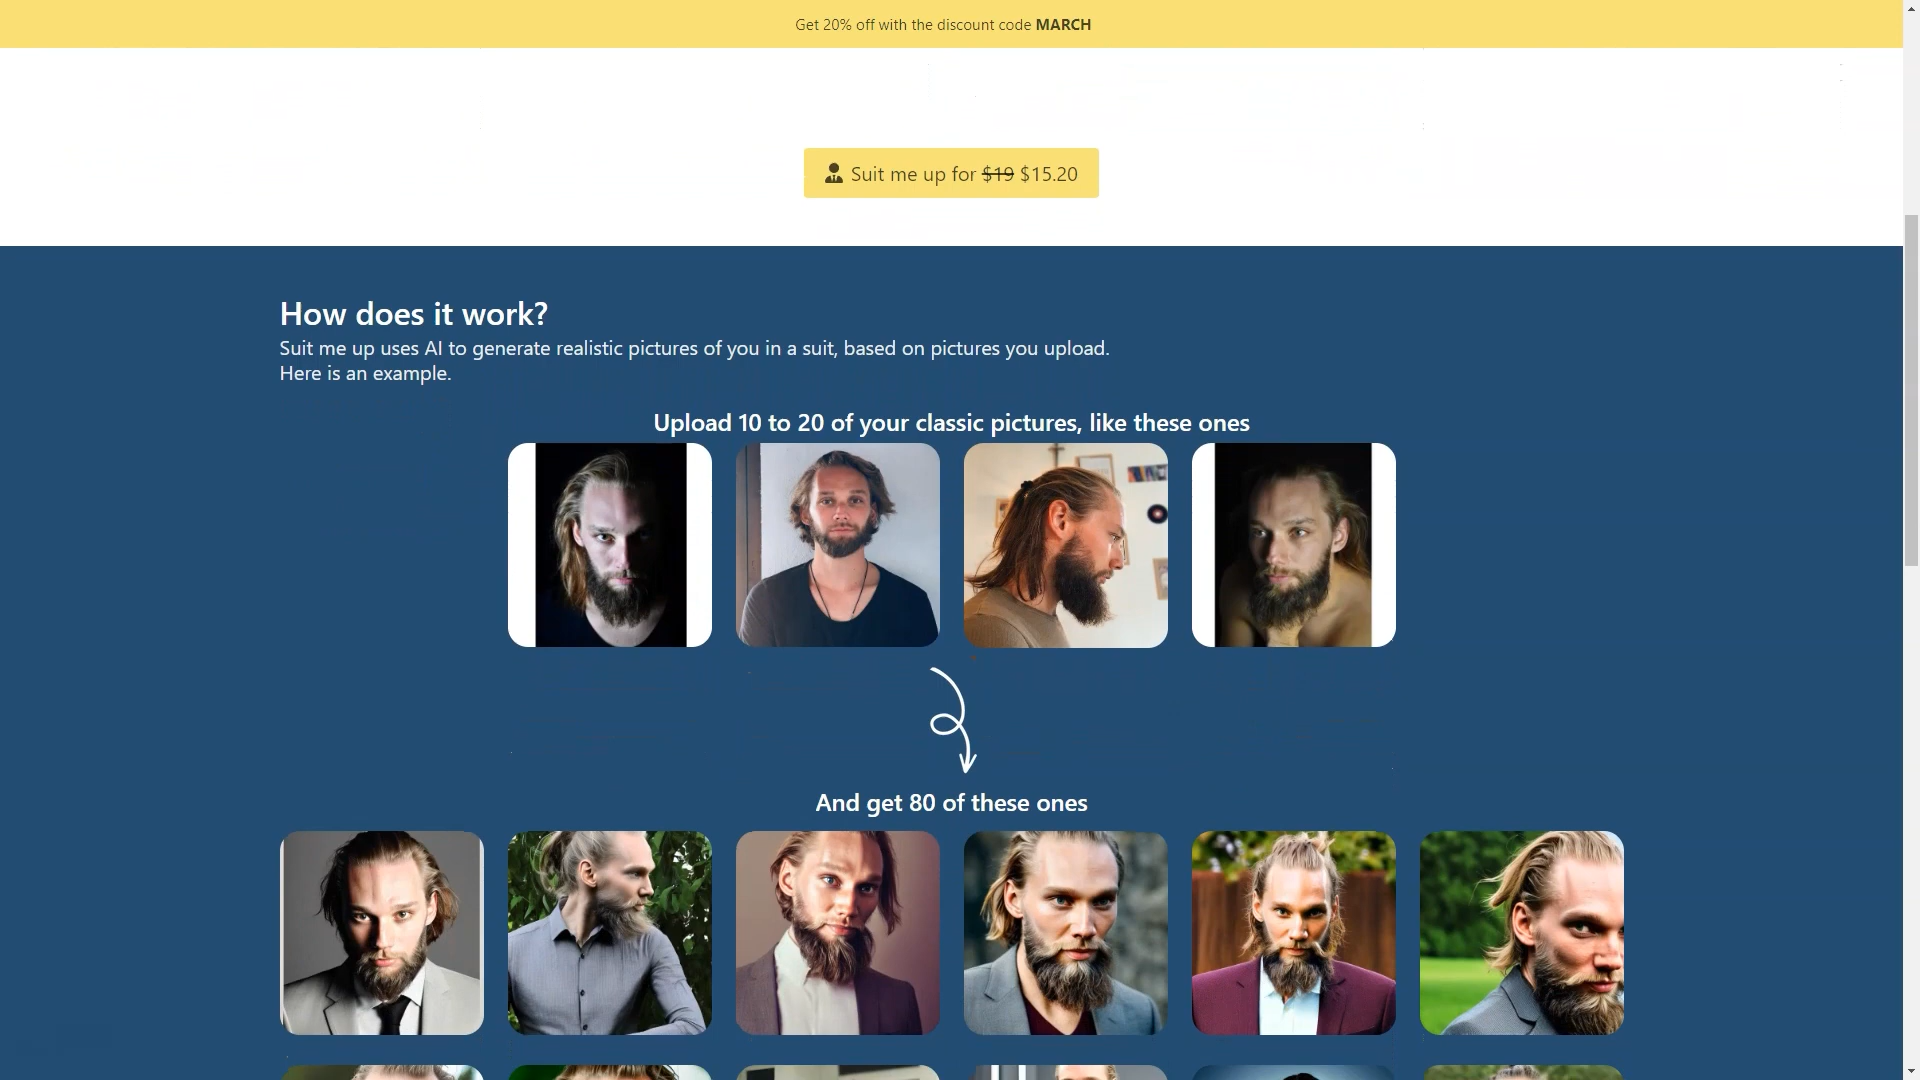 Get 20% off with the discount code MARCH
Suit me up for $19 $15.20
How does it work?
Suit me up uses AI to generate realistic pictures of you in a suit, based on pictures you upload.
Here is an example.
Upload 10 to 20 of your classic pictures, like these ones
And get 80 of these ones